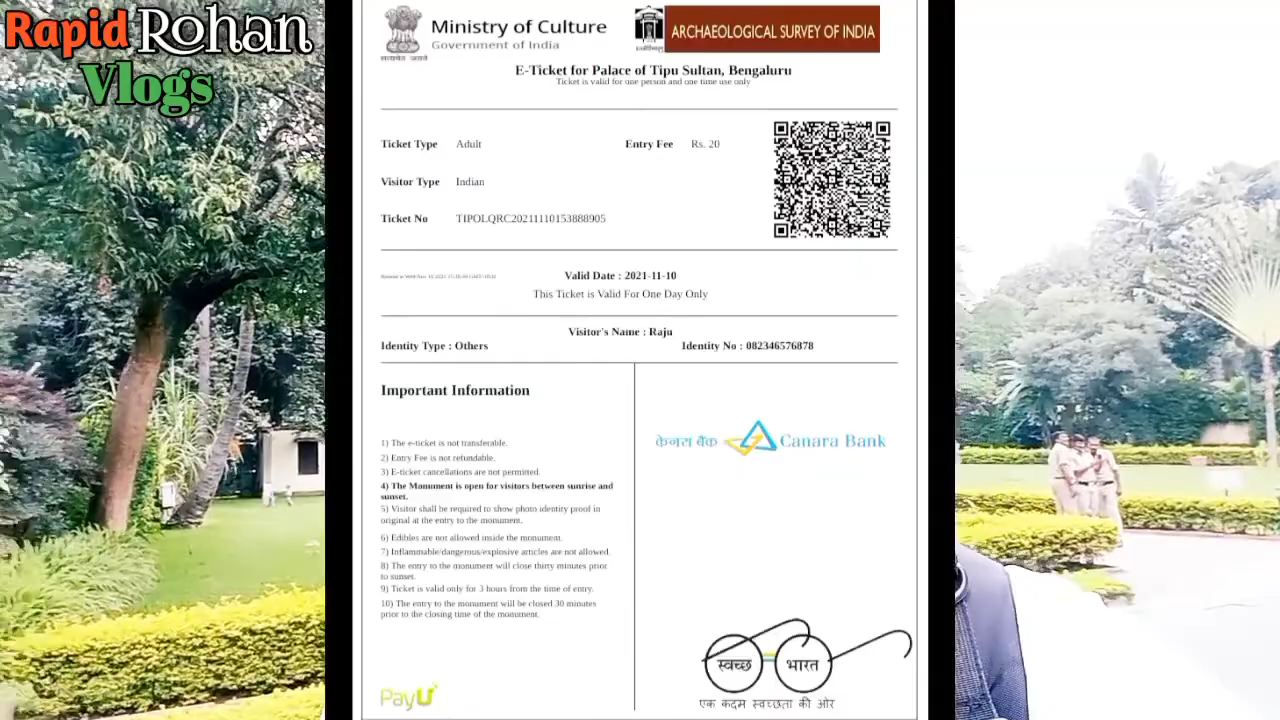 Rapid Rohan
Vlogs
सत्यमेव जयते
Ministry of Culture
Government of India
ARCHAEOLOGICAL SURVEY OF INDIA
E-Ticket for Palace of Tipu Sultan, Bengaluru
Ticket is valid for one person and one time use only
Ticket Type Adult Entry Fee Rs. 20
Visitor Type Indian
Ticket No TIPOLQRC20211110153888905
Valid Date : 2021-11-10
This Ticket is Valid For One Day Only
Visitor's Name : Raju
Identity Type : Others Identity No : 082346576878
Important Information
1) The e-ticket is not transferable.
2) Entry Fee is not refundable.
3) E-ticket cancellations are not permitted.
4) The Monument is open for visitors between sunrise and
sunset.
5) Visitor shall be required to show photo identity proof in
original at the entry to the monument.
6) Edibles are not allowed inside the monument.
7) Inflammable/dangerous/explosive articles are not allowed.
8) The entry to the monument will close thirty minutes prior
to sunset.
9) Ticket is valid only for 3 hours from the time of entry.
10) The entry to the monument will be closed 30 minutes
prior to the closing time of the monument.
केनरा बैंक Canara Bank
स्वच्छ भारत
एक कदम स्वच्छता की ओर
PayU